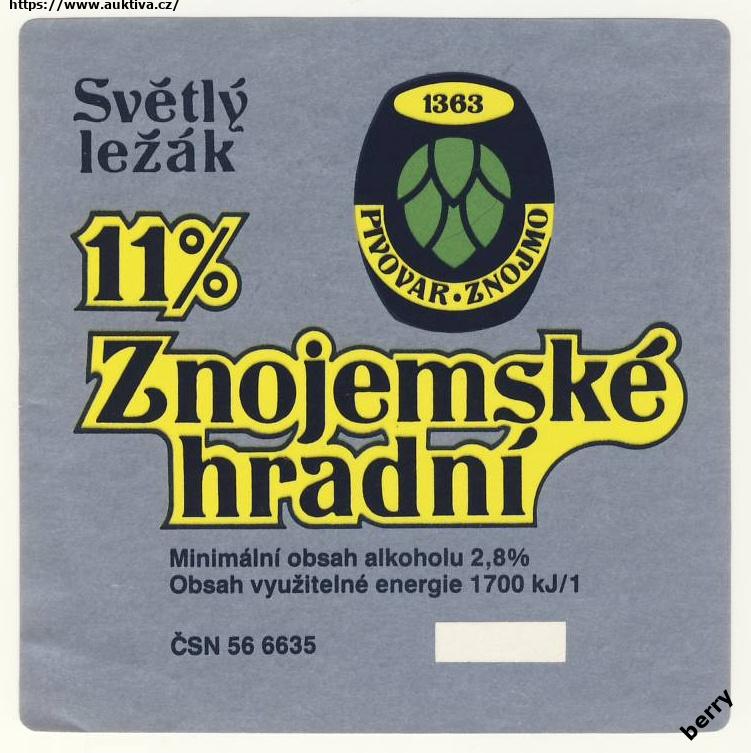 https://www.auktiva.cz/
Světlý
ležák
1363
PIVOVAR · ZNOJMO
11%
Znojemské
hradní
Minimální obsah alkoholu 2,8%
Obsah využitelné energie 1700 kJ/1
ČSN 56 6635
berry